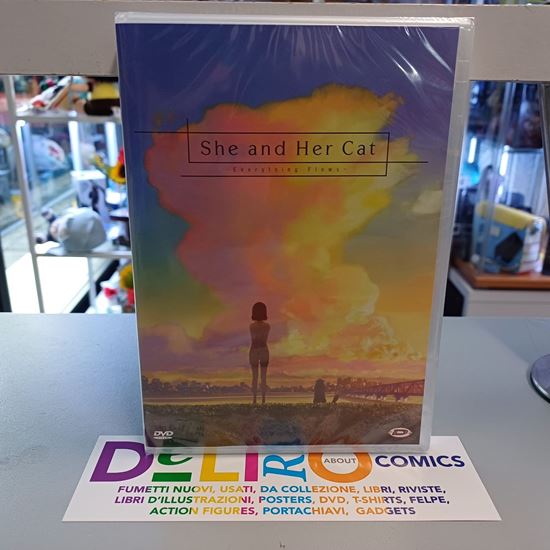 She and Her Cat
- Everything Flows -
DVD
DELIRO ABOUT COMICS
FUMETTI NUOVI, USATI, DA COLLEZIONE, LIBRI, RIVISTE,
LIBRI D'ILLUSTRAZIONI, POSTERS, DVD, T-SHIRTS, FELPE,
ACTION FIGURES, PORTACHIAVI, GADGETS